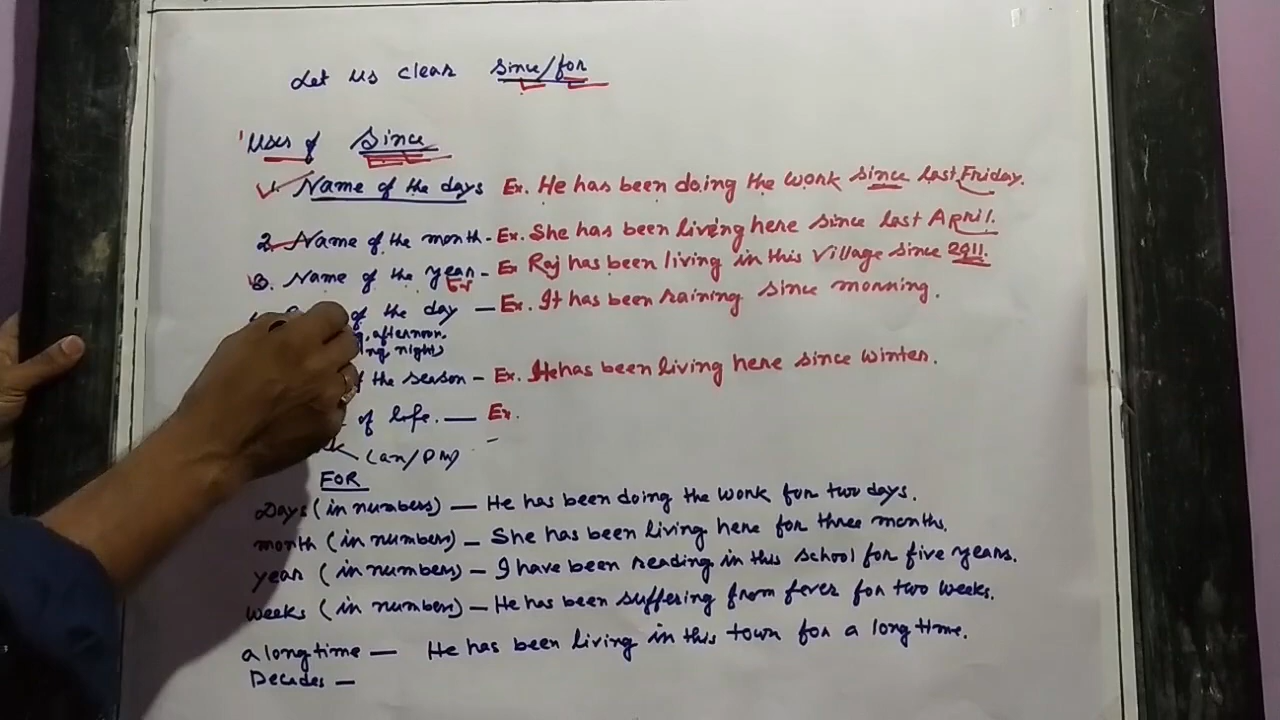 Let us clear since/for
Uses of Since
1. Name of the days Ex. He has been doing the work since last Friday.
2. Name of the month - Ex. She has been living here since last April.
3. Name of the year - Ex Raj has been living in this village since 2011.
of the day — Ex. It has been raining since morning.
afternoon,
night
the season - Ex. He has been living here since winter.
of life. — Ex.
(am/PM)
FOR
Days (in numbers) — He has been doing the work for two days.
month (in numbers) - She has been living here for three months.
year (in numbers) - I have been reading in this school for five years.
Weeks (in numbers) - He has been suffering from fever for two weeks.
a long time — He has been living in this town for a long time.
Decades —